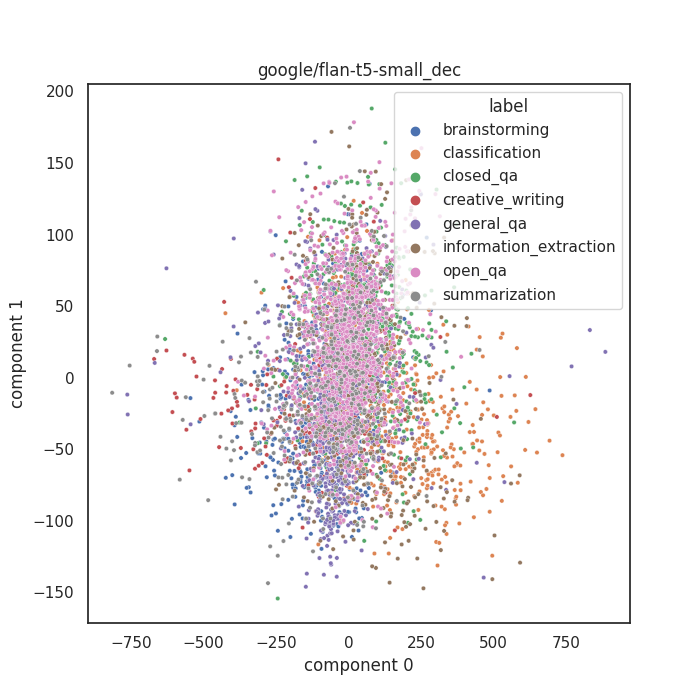 google/flan-t5-small_dec
200
150
100
50
0
−50
−100
−150
component 1
label
brainstorming
classification
closed_qa
creative_writing
general_qa
information_extraction
open_qa
summarization
−750
−500
−250
0
250
500
750
component 0